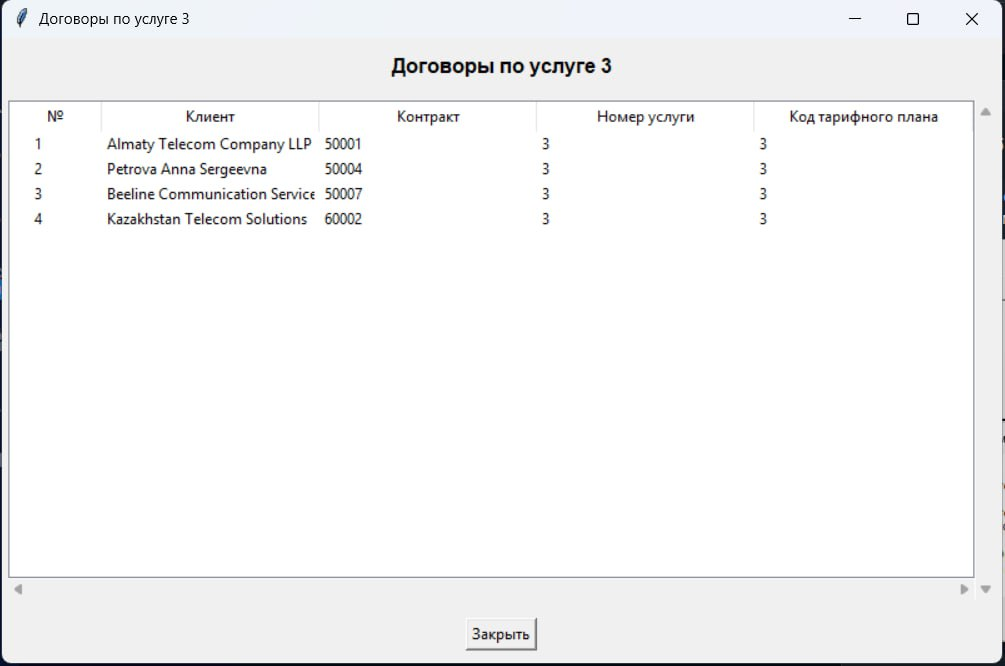 Договоры по услуге 3
Договоры по услуге 3
№ Клиент Контракт Номер услуги Код тарифного плана
1 Almaty Telecom Company LLP 50001 3 3
2 Petrova Anna Sergeevna 50004 3 3
3 Beeline Communication Service 50007 3 3
4 Kazakhstan Telecom Solutions 60002 3 3
Закрыть